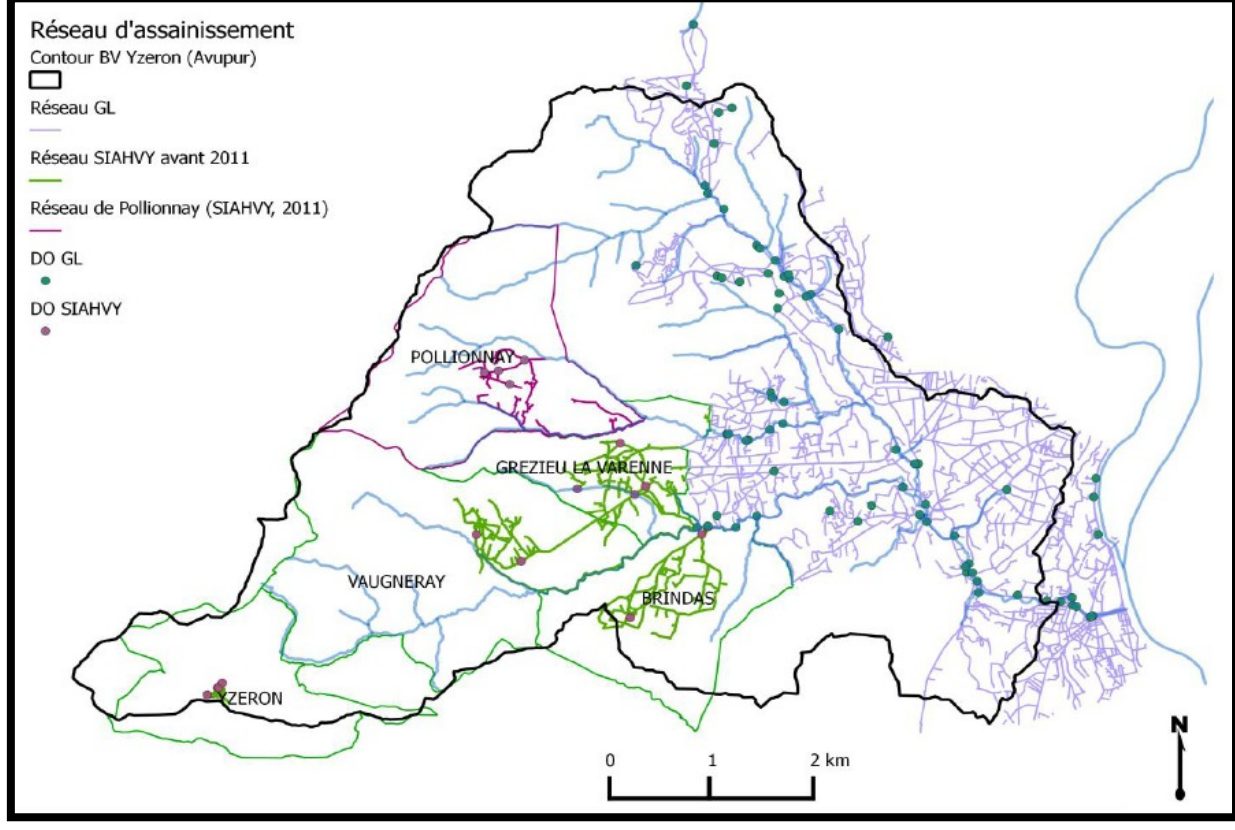 Réseau d'assainissement
Contour BV Yzeron (Avupur)
Réseau GL
Réseau SIAHVY avant 2011
Réseau de Pollionnay (SIAHVY, 2011)
DO GL
DO SIAHVY
POLLIONNAY
GREZIEU LA VARENNE
VAUGNERAY
BRINDAS
YZERON
0 1 2 km
N